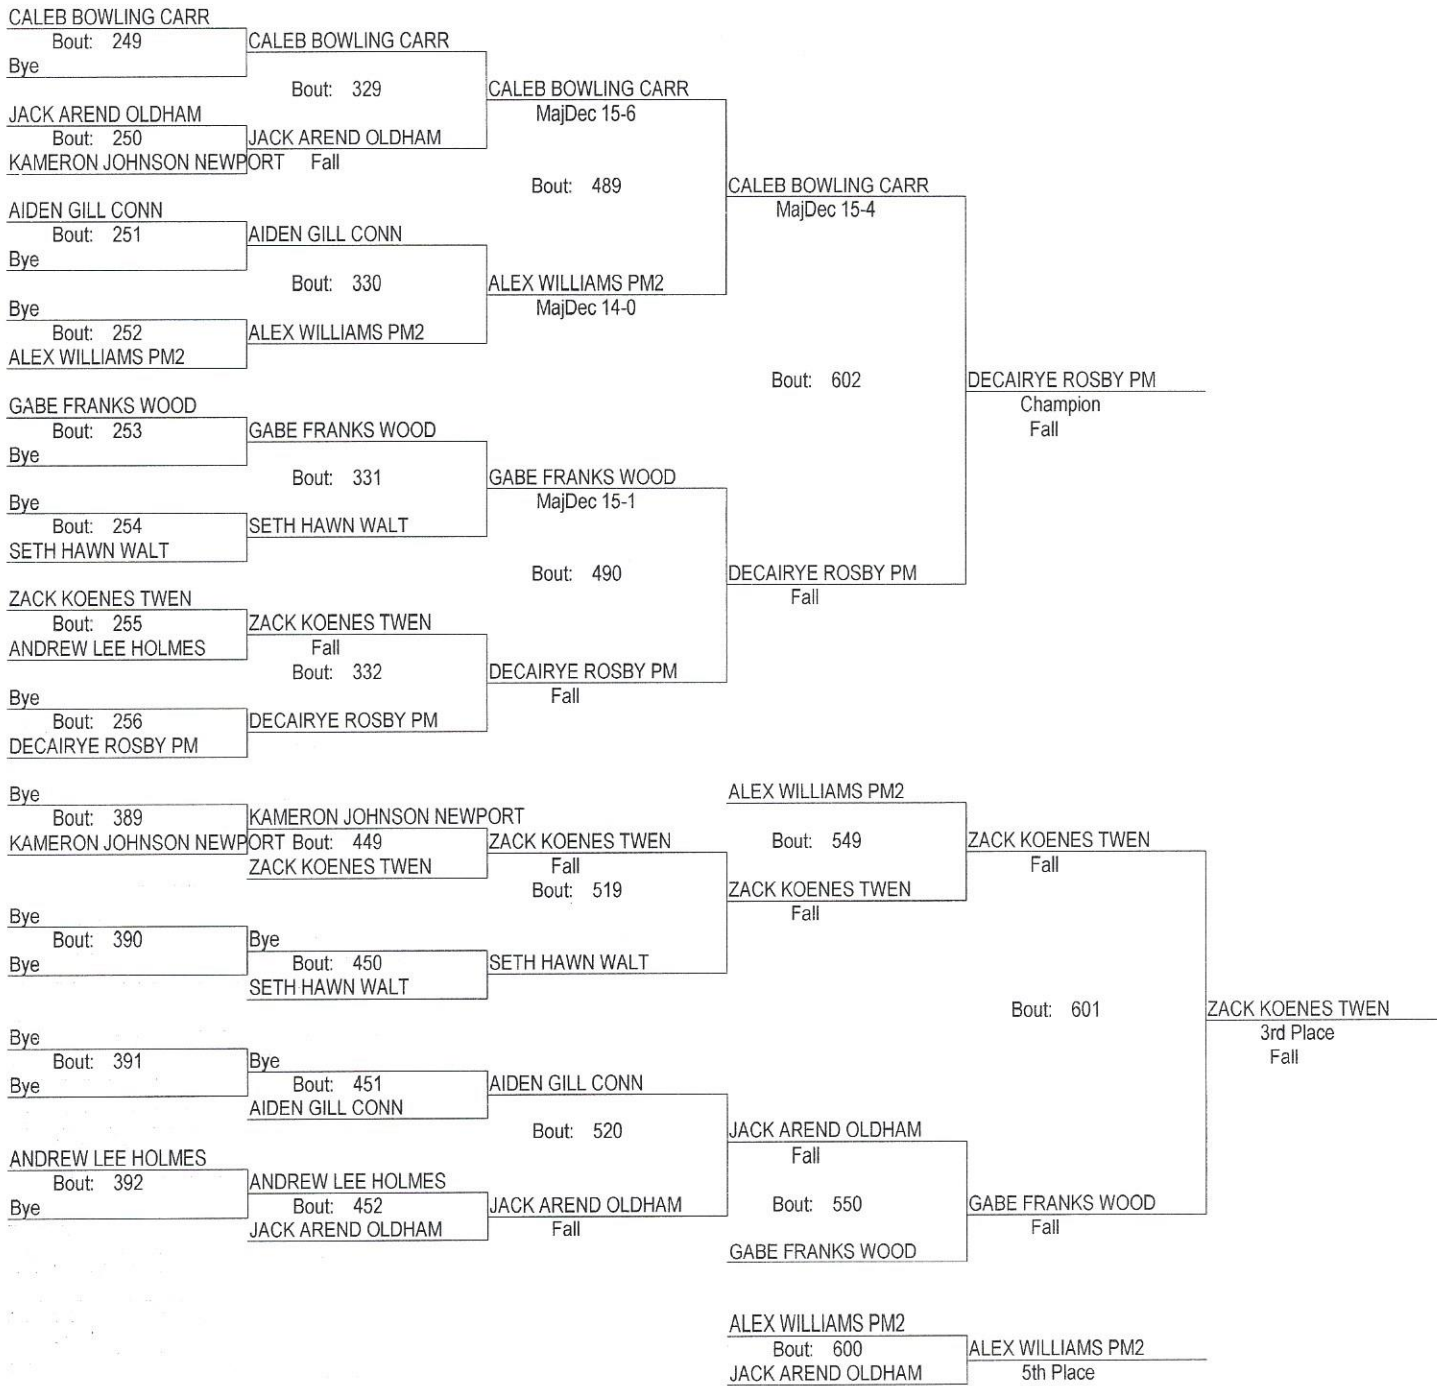 CALEB BOWLING CARR
Bout: 249
Bye
CALEB BOWLING CARR
Bout: 329
JACK AREND OLDHAM
Bout: 250
KAMERON JOHNSON NEWPORT
JACK AREND OLDHAM
Fall
CALEB BOWLING CARR
MajDec 15-6
Bout: 489
AIDEN GILL CONN
Bout: 251
Bye
AIDEN GILL CONN
Bout: 330
Bye
Bout: 252
ALEX WILLIAMS PM2
ALEX WILLIAMS PM2
ALEX WILLIAMS PM2
MajDec 14-0
CALEB BOWLING CARR
MajDec 15-4
Bout: 602
GABE FRANKS WOOD
Bout: 253
Bye
GABE FRANKS WOOD
Bout: 331
Bye
Bout: 254
SETH HAWN WALT
SETH HAWN WALT
GABE FRANKS WOOD
MajDec 15-1
Bout: 490
ZACK KOENES TWEN
Bout: 255
ANDREW LEE HOLMES
ZACK KOENES TWEN
Fall
Bout: 332
Bye
Bout: 256
DECAIRYE ROSBY PM
DECAIRYE ROSBY PM
DECAIRYE ROSBY PM
Fall
DECAIRYE ROSBY PM
Fall
DECAIRYE ROSBY PM
Champion
Fall
Bye
Bout: 389
KAMERON JOHNSON NEWPORT
KAMERON JOHNSON NEWPORT
Bout: 449
ZACK KOENES TWEN
ZACK KOENES TWEN
Fall
Bout: 519
Bye
Bout: 390
Bye
Bye
Bout: 450
SETH HAWN WALT
SETH HAWN WALT
ALEX WILLIAMS PM2
Bout: 549
ZACK KOENES TWEN
Fall
ZACK KOENES TWEN
Fall
Bout: 601
Bye
Bout: 391
Bye
Bye
Bout: 451
AIDEN GILL CONN
AIDEN GILL CONN
Bout: 520
ANDREW LEE HOLMES
Bout: 392
Bye
ANDREW LEE HOLMES
Bout: 452
JACK AREND OLDHAM
JACK AREND OLDHAM
Fall
JACK AREND OLDHAM
Fall
Bout: 550
GABE FRANKS WOOD
GABE FRANKS WOOD
Fall
ZACK KOENES TWEN
3rd Place
Fall
ALEX WILLIAMS PM2
Bout: 600
JACK AREND OLDHAM
ALEX WILLIAMS PM2
5th Place